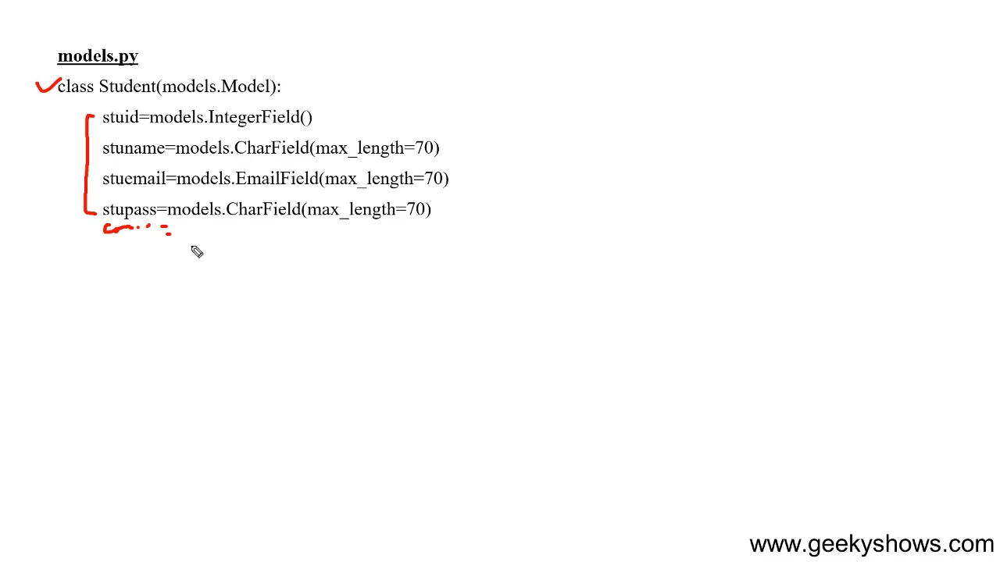 models.py
class Student(models.Model):
stuid=models.IntegerField()
stuname=models.CharField(max_length=70)
stuemail=models.EmailField(max_length=70)
stupass=models.CharField(max_length=70)
www.geekyshows.com